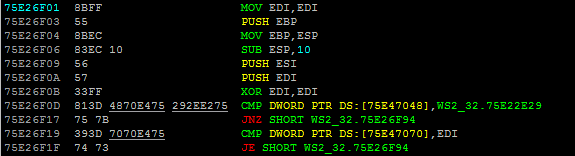 75E26F01 8BFF MOV EDI,EDI
75E26F03 55 PUSH EBP
75E26F04 8BEC MOV EBP,ESP
75E26F06 83EC 10 SUB ESP,10
75E26F09 56 PUSH ESI
75E26F0A 57 PUSH EDI
75E26F0B 33FF XOR EDI,EDI
75E26F0D 813D 4870E475 292EE275 CMP DWORD PTR DS:[75E47048],WS2_32.75E22E29
75E26F17 75 7B JNZ SHORT WS2_32.75E26F94
75E26F19 393D 7070E475 CMP DWORD PTR DS:[75E47070],EDI
75E26F1F 74 73 JE SHORT WS2_32.75E26F94